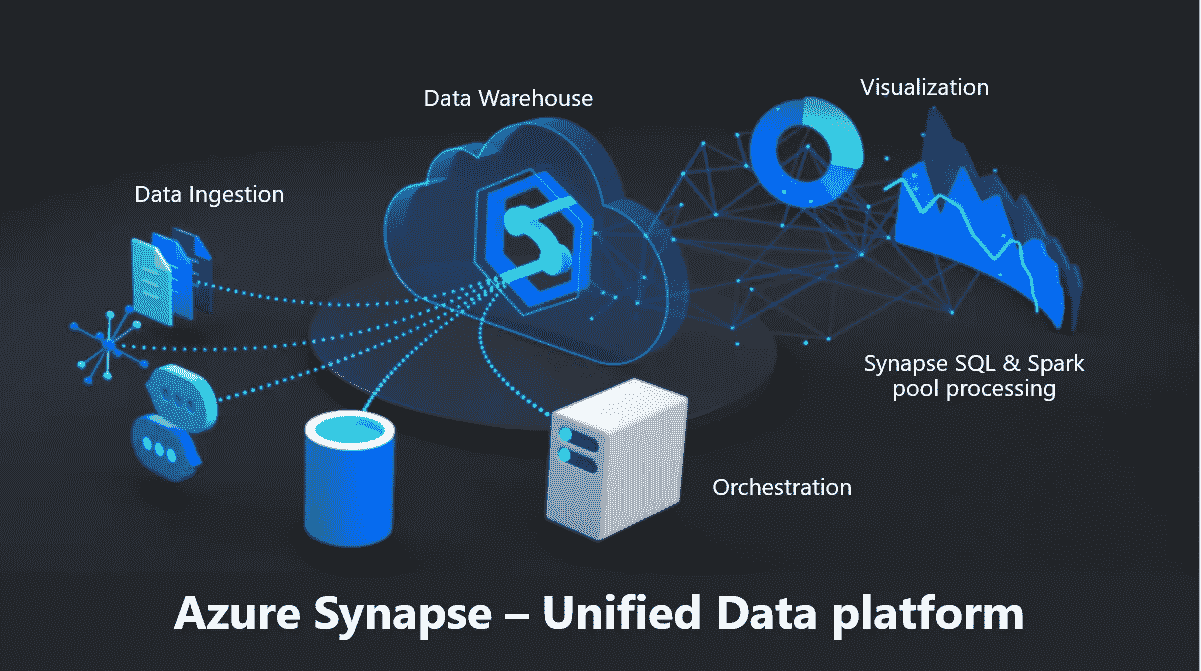 Data Warehouse
Visualization
Data Ingestion
Synapse SQL & Spark
pool processing
Orchestration
Azure Synapse – Unified Data platform